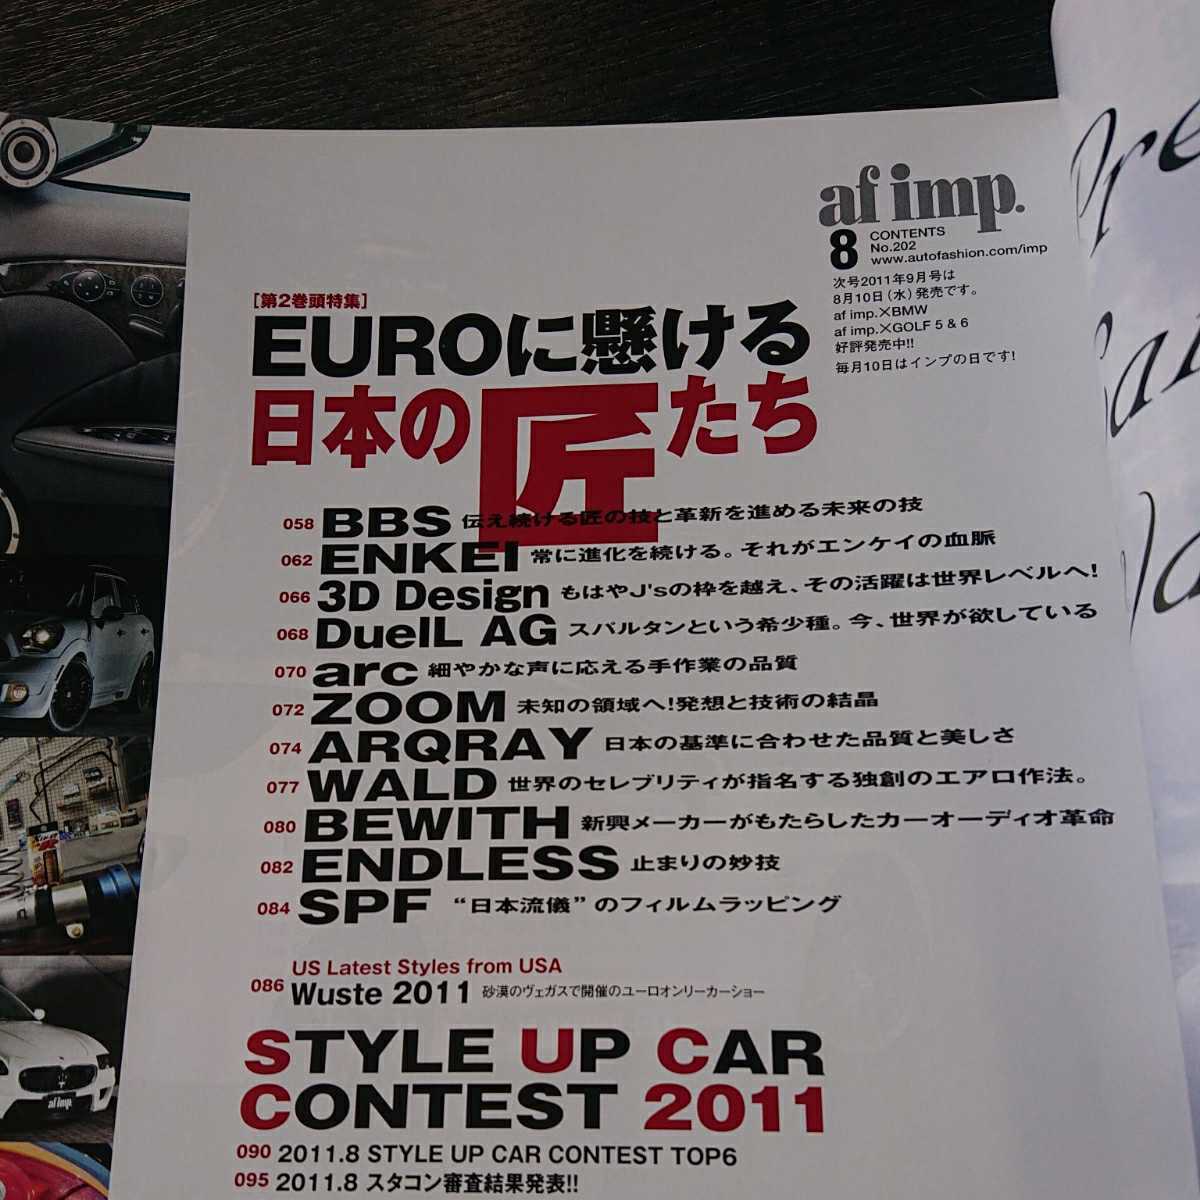 af imp.
8
CONTENTS
No.202
www.autofashion.com/imp
次号2011年9月号は
8月10日(水)発売です。
af imp.×BMW
af imp.×GOLF 5 & 6
好評発売中!!
毎月10日はインプの日です!
[第2巻頭特集]
EUROに懸ける
日本の匠たち
058 BBS 伝え続ける匠の技と革新を進める未来の技
062 ENKEI 常に進化を続ける。それがエンケイの血脈
066 3D Design もはやJ'sの枠を越え、その活躍は世界レベルへ!
068 DuelL AG スパルタンという希少種。今、世界が欲している
070 arc 細やかな声に応える手作業の品質
072 ZOOM 未知の領域へ!発想と技術の結晶
074 ARQRAY 日本の基準に合わせた品質と美しさ
077 WALD 世界のセレブリティが指名する独創のエアロ作法。
080 BEWITH 新興メーカーがもたらしたカーオーディオ革命
082 ENDLESS 止まりの妙技
084 SPF “日本流儀”のフィルムラッピング
US Latest Styles from USA
086 Wuste 2011 砂漠のヴェガスで開催のユーロオンリーカーショー
STYLE UP CAR
CONTEST 2011
090 2011.8 STYLE UP CAR CONTEST TOP6
095 2011.8 スタコン審査結果発表!!
af imp.
Pre